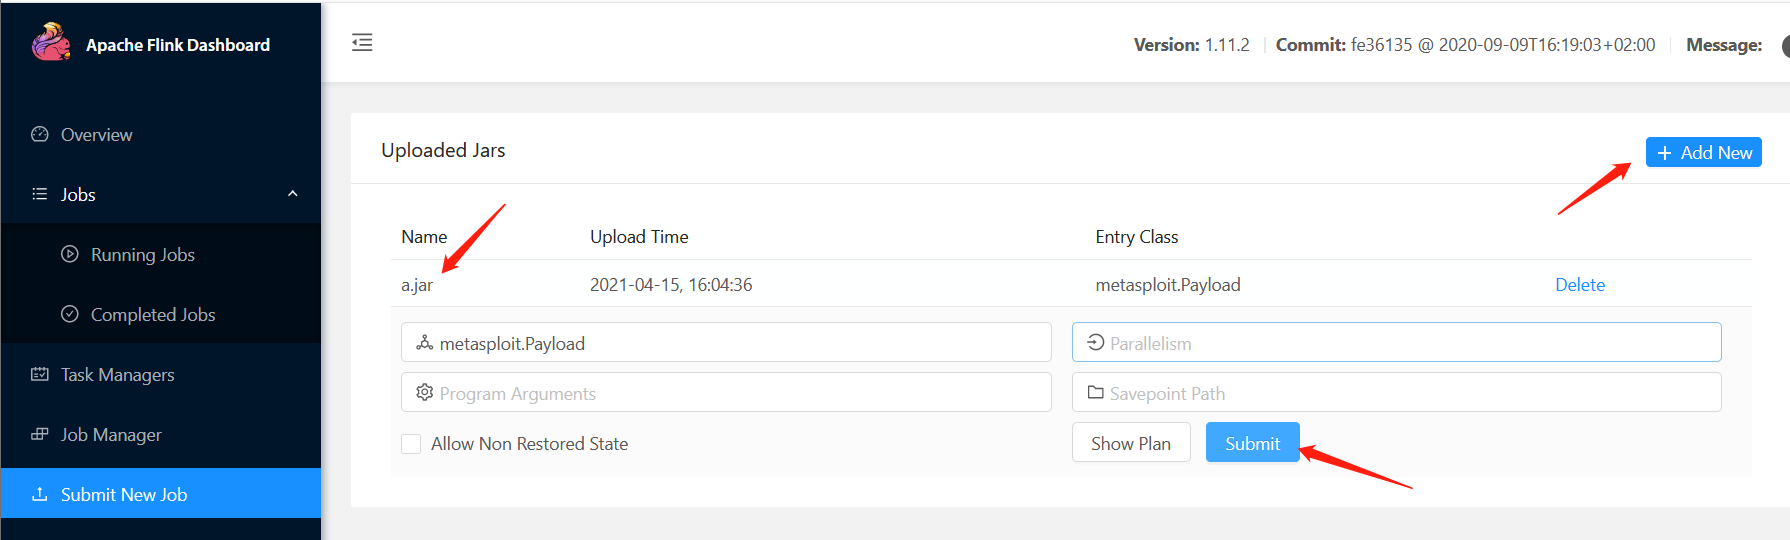 Apache Flink Dashboard
Version: 1.11.2 Commit: fe36135 @ 2020-09-09T16:19:03+02:00 Message:
Overview
Jobs
Running Jobs
Completed Jobs
Task Managers
Job Manager
Submit New Job
Uploaded Jars
+ Add New
Name Upload Time Entry Class
a.jar 2021-04-15, 16:04:36 metasploit.Payload Delete
metasploit.Payload Parallelism
Program Arguments Savepoint Path
Allow Non Restored State Show Plan Submit